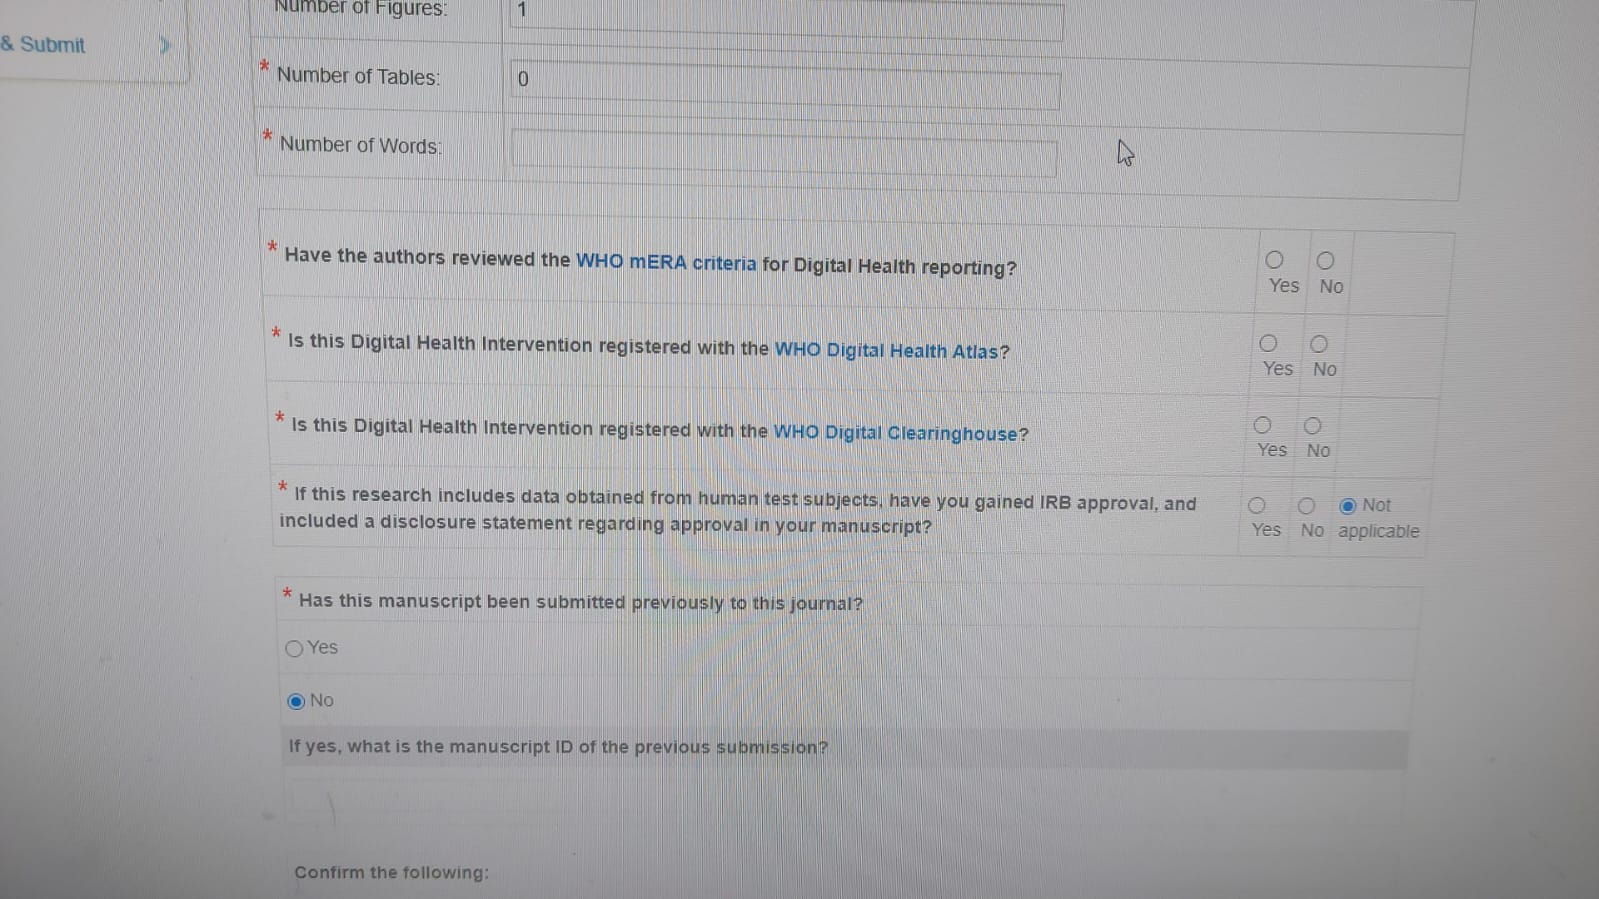 & Submit
Number of Figures:
1
* Number of Tables:
0
* Number of Words:
* Have the authors reviewed the WHO mERA criteria for Digital Health reporting?
Yes No
* Is this Digital Health Intervention registered with the WHO Digital Health Atlas?
Yes No
* Is this Digital Health Intervention registered with the WHO Digital Clearinghouse?
Yes No
* If this research includes data obtained from human test subjects, have you gained IRB approval, and
included a disclosure statement regarding approval in your manuscript?
Yes No Not applicable
* Has this manuscript been submitted previously to this journal?
Yes
No
If yes, what is the manuscript ID of the previous submission?
Confirm the following: